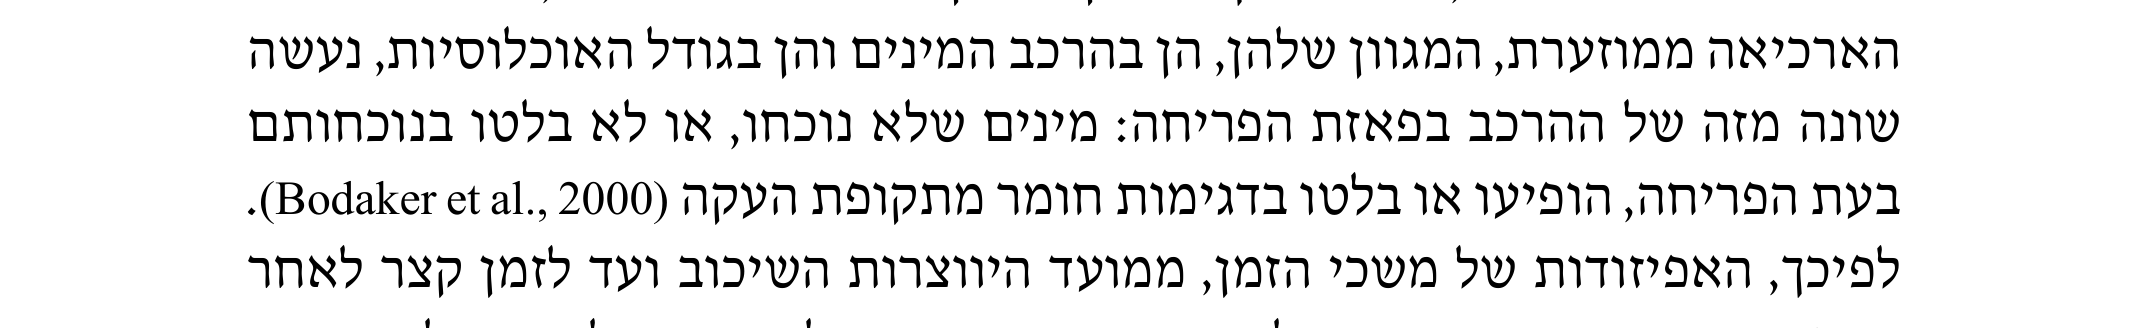 הארכיאה ממוזערת, המגוון שלהן, הן בהרכב המינים והן בגודל האוכלוסיות, נעשה
שונה מזה של ההרכב בפאזת הפריחה: מינים שלא נוכחו, או לא בלטו בנוכחותם
בעת הפריחה, הופיעו או בלטו בדגימות חומר מתקופת העקה (Bodaker et al., 2000).
לפיכך, האפיזודות של משכי הזמן, ממועד היווצרות השיכוב ועד לזמן קצר לאחר